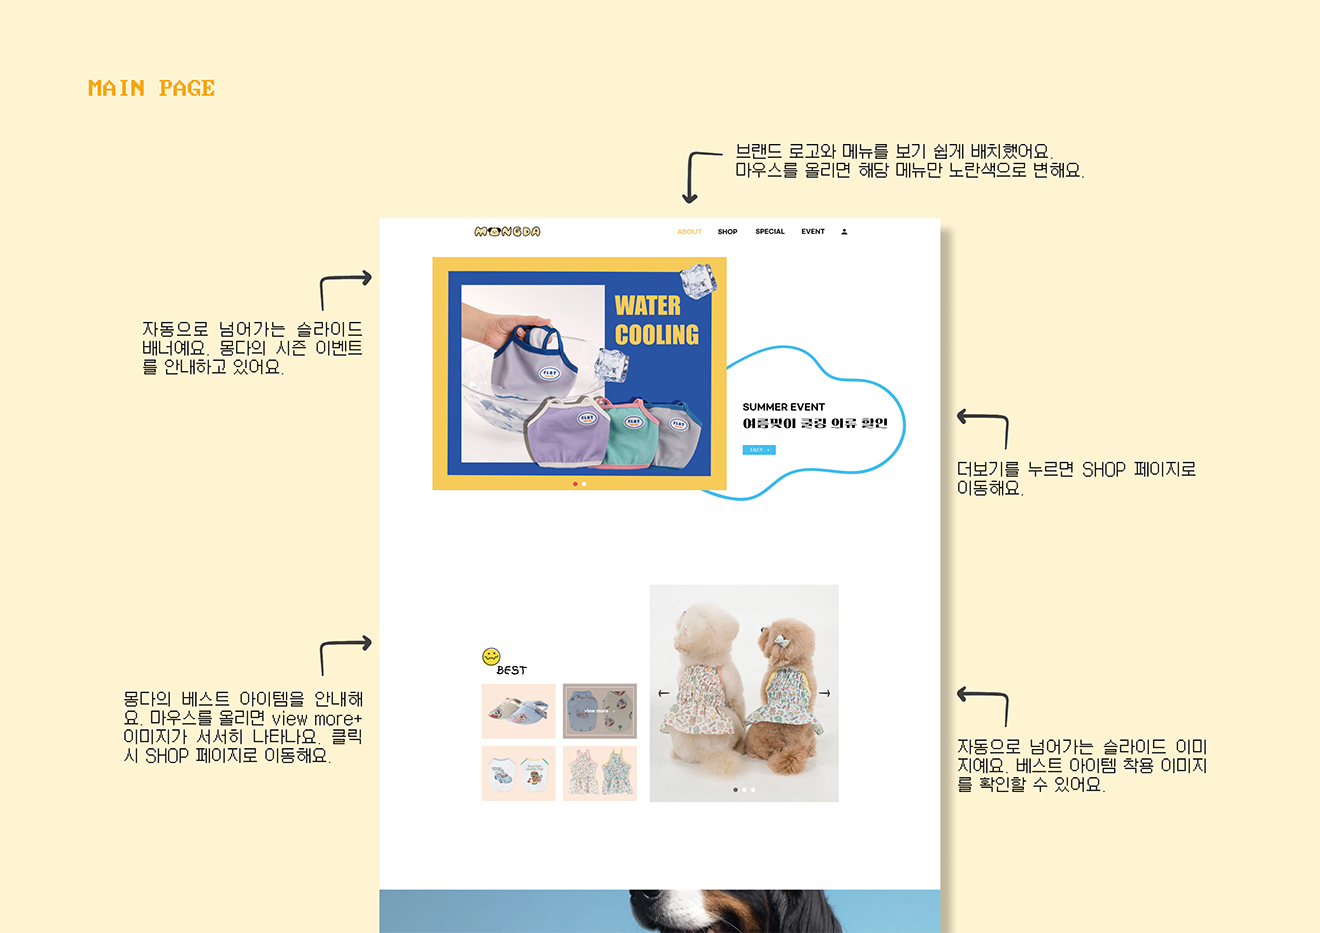 MAIN PAGE
브랜드 로고와 메뉴를 보기 쉽게 배치했어요.
마우스를 올리면 해당 메뉴만 노란색으로 변해요.
MONGDA
ABOUT SHOP SPECIAL EVENT
자동으로 넘어가는 슬라이드
배너예요. 몽다의 시즌 이벤트
를 안내하고 있어요.
WATER
COOLING
FLOT
FLOT
FLOT
FLOT
SUMMER EVENT
여름맞이 쿨링 의류 할인
더보기 +
더보기를 누르면 SHOP 페이지로
이동해요.
BEST
view more
몽다의 베스트 아이템을 안내해
요. 마우스를 올리면 view more+
이미지가 서서히 나타나요. 클릭
시 SHOP 페이지로 이동해요.
자동으로 넘어가는 슬라이드 이미
지예요. 베스트 아이템 착용 이미지
를 확인할 수 있어요.